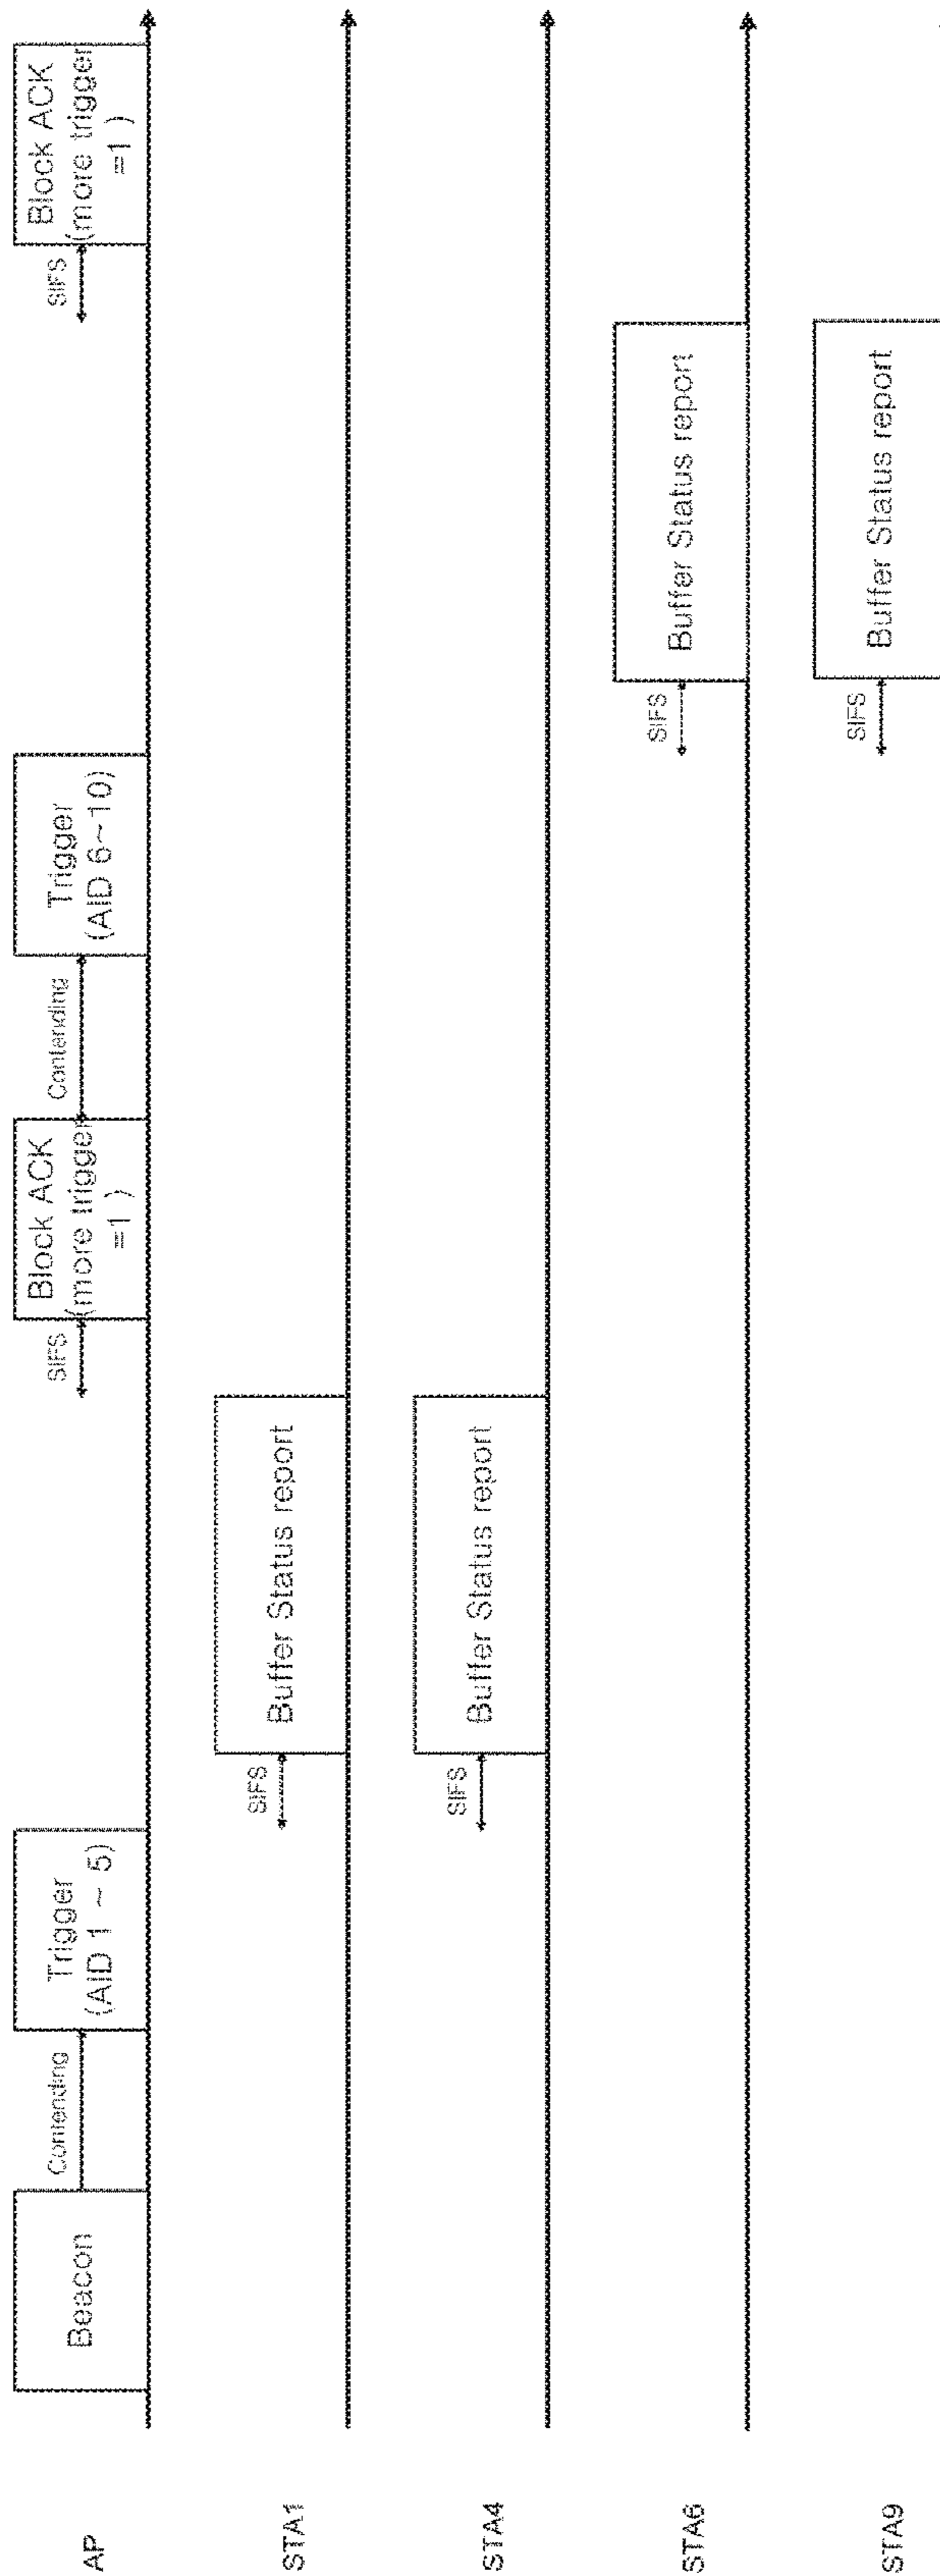 AP
Beacon
Contending
Trigger
(AID 1 ~ 5)
SIFS
Block ACK
(more trigger
=1 )
Contending
Trigger
(AID 6~10)
SIFS
Block ACK
(more trigger
=1 )
STA1
SIFS
Buffer Status report
STA4
SIFS
Buffer Status report
STA6
SIFS
Buffer Status report
STA9
SIFS
Buffer Status report